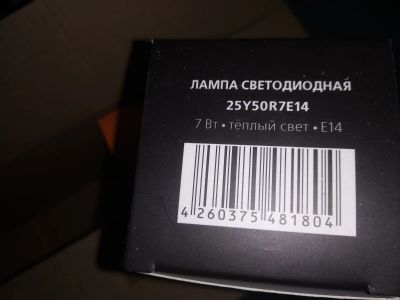 ЛАМПА СВЕТОДИОДНАЯ
25Y50R7E14
7 Вт • тёплый свет • E14
4 260375 481804